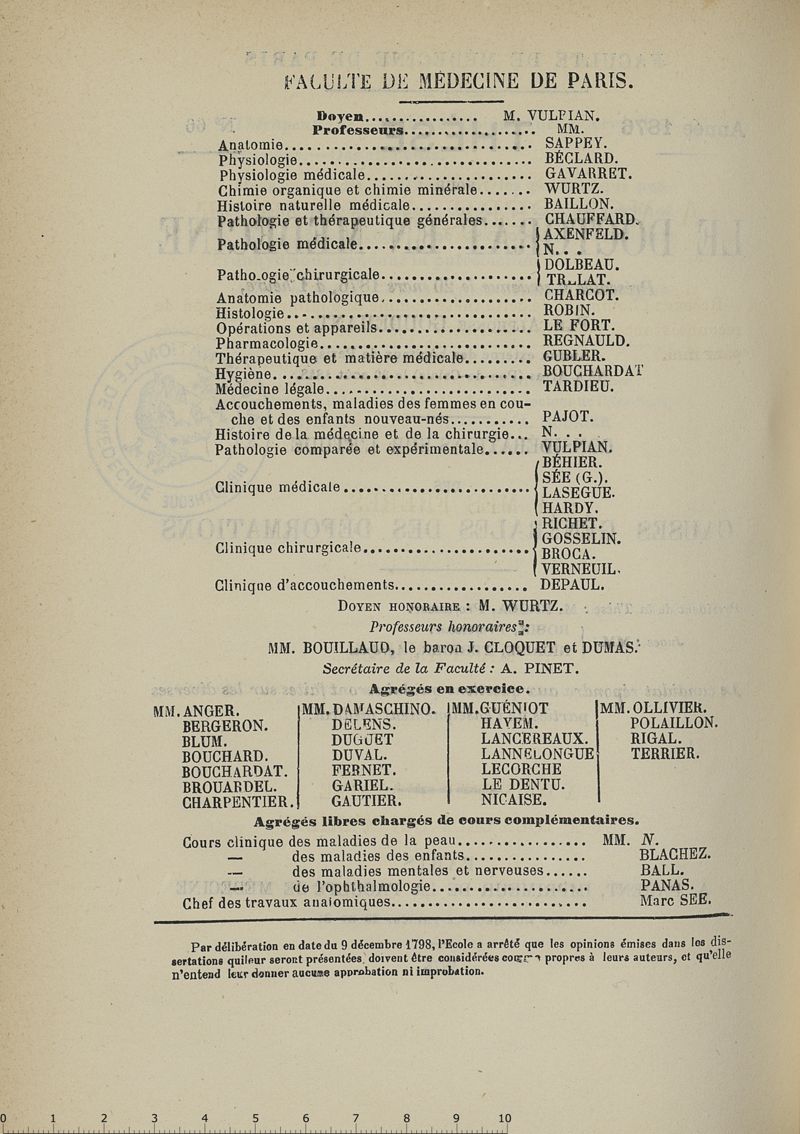 FACULTE DE MÉDECINE DE PARIS.
Doyen.................. M. VULPIAN.
Professeurs.................... MM.
Anatomie................................. SAPPEY.
Physiologie................................ BÉCLARD.
Physiologie médicale....................... GAVARRET.
Chimie organique et chimie minérale....... WURTZ.
Histoire naturelle médicale................ BAILLON.
Pathologie et thérapeutique générales....... CHAUFFARD.
Pathologie médicale........................ AXENFELD.
N...
Pathologie chirurgicale.................... DOLBEAU.
TRÉLAT.
Anatomie pathologique.................... CHARCOT.
Histologie................................. ROBIN.
Opérations et appareils..................... LE FORT.
Pharmacologie............................. REGNAULD.
Thérapeutique et matière médicale......... GUBLER.
Hygiène................................... BOUCHARDAT
Médecine légale............................ TARDIEU.
Accouchements, maladies des femmes en cou-
che et des enfants nouveau-nés........... PAJOT.
Histoire de la médecine et de la chirurgie... N...
Pathologie comparée et expérimentale...... VULPIAN.
Clinique médicale......................... BÉHIER.
SÉE (G.).
LASEGUE.
HARDY.
Clinique chirurgicale....................... RICHET.
GOSSELIN.
BROCA.
VERNEUIL.
Clinique d'accouchements.................. DEPAUL.
DOYEN HONORAIRE : M. WURTZ.
Professeurs honoraires :
MM. BOUILLAUD, le baron J. CLOQUET et DUMAS.
Secrétaire de la Faculté : A. PINET.
Agrégés en exercice.
MM. ANGER. MM. DAMASCHINO. MM. GUÉNIOT MM. OLLIVIER.
BERGERON. DELENS. HAYEM. POLAILLON.
BLUM. DUGUET LANCEREAUX. RIGAL.
BOUCHARD. DUVAL. LANNELONGUE TERRIER.
BOUCHARDAT. FERNET. LECORCHE
BROUARDEL. GARIEL. LE DENTU.
CHARPENTIER. GAUTIER. NICAISE.
Agrégés libres chargés de cours complémentaires.
Cours clinique des maladies de la peau................. MM. N.
— des maladies des enfants................ BLACHEZ.
— des maladies mentales et nerveuses...... BALL.
— de l'ophthalmologie..................... PANAS.
Chef des travaux anatomiques.......................... Marc SEE.
Par délibération en date du 9 décembre 1798, l'Ecole a arrêté que les opinions émises dans les dis-
sertations qui leur seront présentées doivent être considérées comme propres à leurs auteurs, et qu'elle
n'entend leur donner aucune approbation ni improbation.
0 1 2 3 4 5 6 7 8 9 10